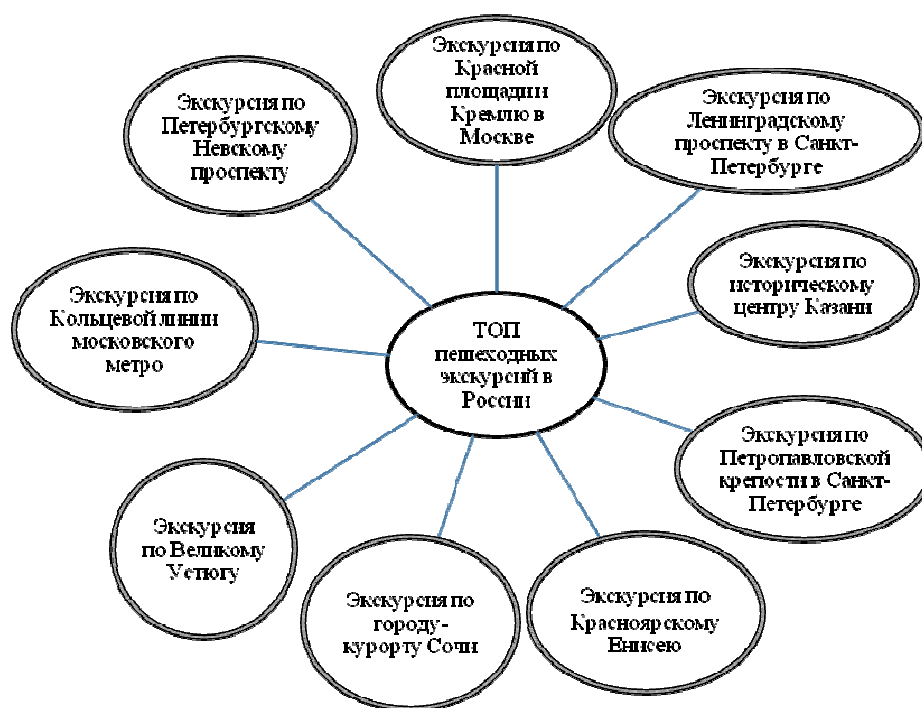 Экскурсия по
Красной
площади и
Кремлю в
Москве
Экскурсия по
Ленинградскому
проспекту в Санкт-
Петербурге
Экскурсия по
историческому
центру Казани
Экскурсия по
Петропавловской
крепости в Санкт-
Петербурге
Экскурсия по
Красноярскому
Енисею
Экскурсия по
городу-
курорту Сочи
Экскурсия
по Великому
Устюгу
Экскурсия по
Кольцевой линии
московского
метро
Экскурсия по
Петербургскому
Невскому
проспекту
ТОП
пешеходных
экскурсий в
России